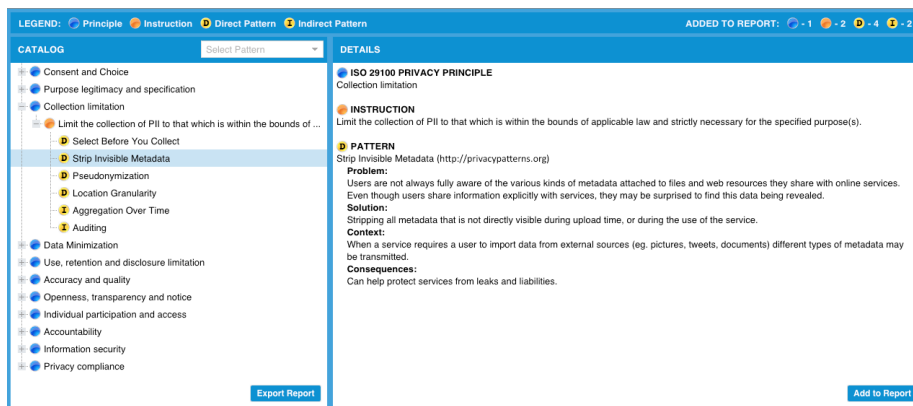 LEGEND: Principle Instruction D Direct Pattern I Indirect Pattern ADDED TO REPORT: - 1 - 2 D - 4 I - 2
CATALOG Select Pattern
Consent and Choice
Purpose legitimacy and specification
Collection limitation
Limit the collection of PII to that which is within the bounds of ...
D Select Before You Collect
D Strip Invisible Metadata
D Pseudonymization
D Location Granularity
I Aggregation Over Time
I Auditing
Data Minimization
Use, retention and disclosure limitation
Accuracy and quality
Openness, transparency and notice
Individual participation and access
Accountability
Information security
Privacy compliance
Export Report
DETAILS
ISO 29100 PRIVACY PRINCIPLE
Collection limitation
INSTRUCTION
Limit the collection of PII to that which is within the bounds of applicable law and strictly necessary for the specified purpose(s).
D PATTERN
Strip Invisible Metadata (http://privacypatterns.org)
Problem:
Users are not always fully aware of the various kinds of metadata attached to files and web resources they share with online services.
Even though users share information explicitly with services, they may be surprised to find this data being revealed.
Solution:
Stripping all metadata that is not directly visible during upload time, or during the use of the service.
Context:
When a service requires a user to import data from external sources (eg. pictures, tweets, documents) different types of metadata may
be transmitted.
Consequences:
Can help protect services from leaks and liabilities.
Add to Report